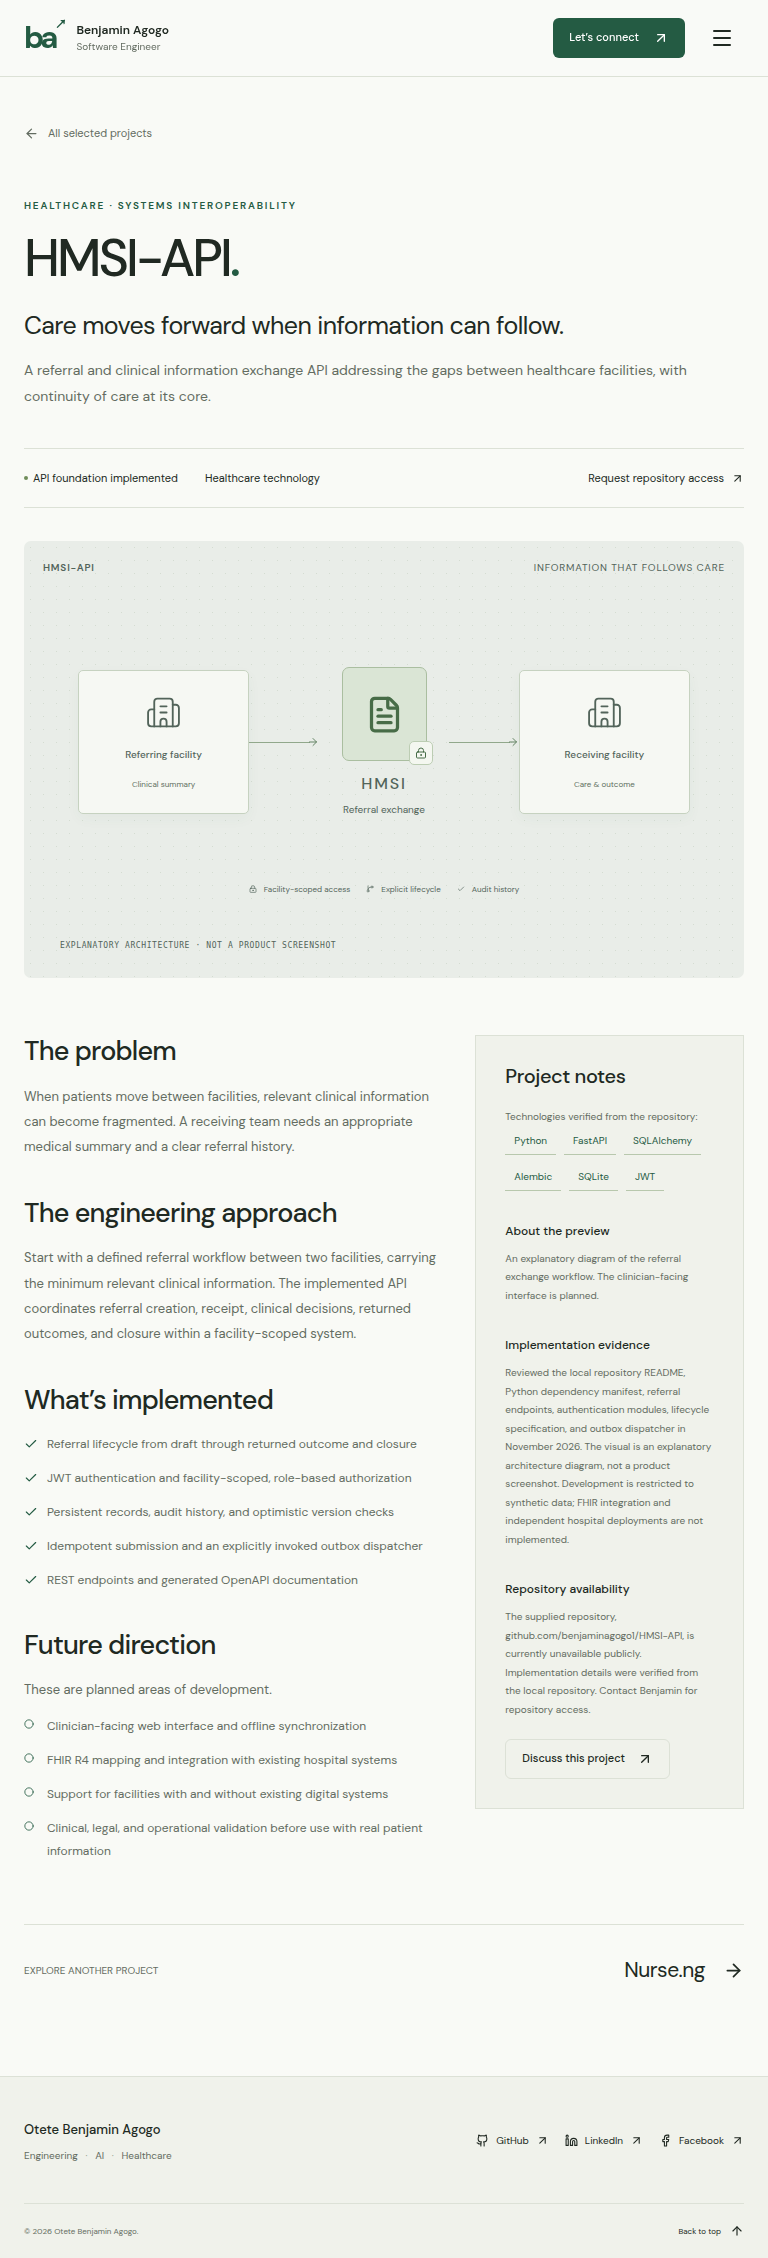 ba
Benjamin Agogo
Software Engineer
Let's connect
All selected projects
HEALTHCARE · SYSTEMS INTEROPERABILITY
HMSI-API.
Care moves forward when information can follow.
A referral and clinical information exchange API addressing the gaps between healthcare facilities, with
continuity of care at its core.
API foundation implemented
Healthcare technology
Request repository access
HMSI-API
INFORMATION THAT FOLLOWS CARE
Referring facility
Clinical summary
HMSI
Referral exchange
Receiving facility
Care & outcome
Facility-scoped access
Explicit lifecycle
Audit history
EXPLANATORY ARCHITECTURE · NOT A PRODUCT SCREENSHOT
The problem
When patients move between facilities, relevant clinical information
can become fragmented. A receiving team needs an appropriate
medical summary and a clear referral history.
The engineering approach
Start with a defined referral workflow between two facilities, carrying
the minimum relevant clinical information. The implemented API
coordinates referral creation, receipt, clinical decisions, returned
outcomes, and closure within a facility-scoped system.
What's implemented
Referral lifecycle from draft through returned outcome and closure
JWT authentication and facility-scoped, role-based authorization
Persistent records, audit history, and optimistic version checks
Idempotent submission and an explicitly invoked outbox dispatcher
REST endpoints and generated OpenAPI documentation
Future direction
These are planned areas of development.
Clinician-facing web interface and offline synchronization
FHIR R4 mapping and integration with existing hospital systems
Support for facilities with and without existing digital systems
Clinical, legal, and operational validation before use with real patient
information
Project notes
Technologies verified from the repository:
Python
FastAPI
SQLAlchemy
Alembic
SQLite
JWT
About the preview
An explanatory diagram of the referral
exchange workflow. The clinician-facing
interface is planned.
Implementation evidence
Reviewed the local repository README,
Python dependency manifest, referral
endpoints, authentication modules, lifecycle
specification, and outbox dispatcher in
November 2026. The visual is an explanatory
architecture diagram, not a product
screenshot. Development is restricted to
synthetic data; FHIR integration and
independent hospital deployments are not
implemented.
Repository availability
The supplied repository,
github.com/benjaminagogo1/HMSI-API, is
currently unavailable publicly.
Implementation details were verified from
the local repository. Contact Benjamin for
repository access.
Discuss this project
EXPLORE ANOTHER PROJECT
Nurse.ng
Otete Benjamin Agogo
Engineering · AI · Healthcare
GitHub
LinkedIn
Facebook
© 2026 Otete Benjamin Agogo.
Back to top